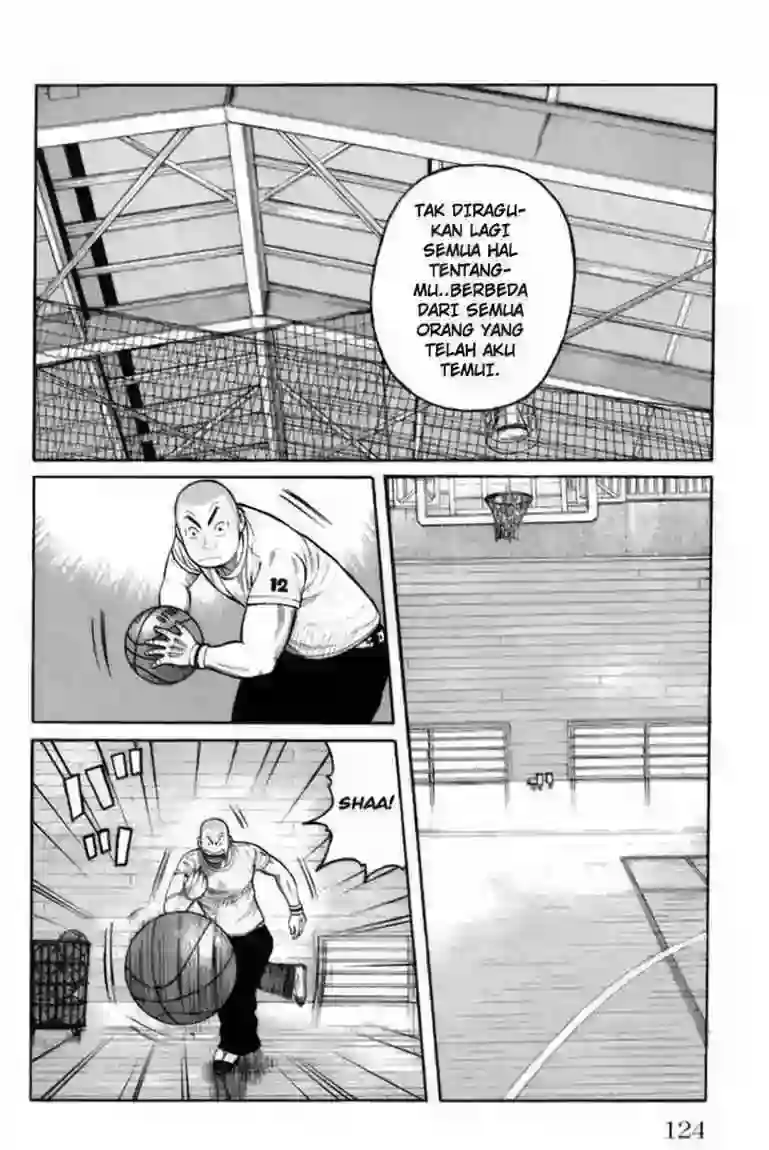 TAK DIRAGU-
KAN LAGI
SEMUA HAL
TENTANG-
MU..BERBEDA
DARI SEMUA
ORANG YANG
TELAH AKU
TEMUI.
12
SHAA!
124